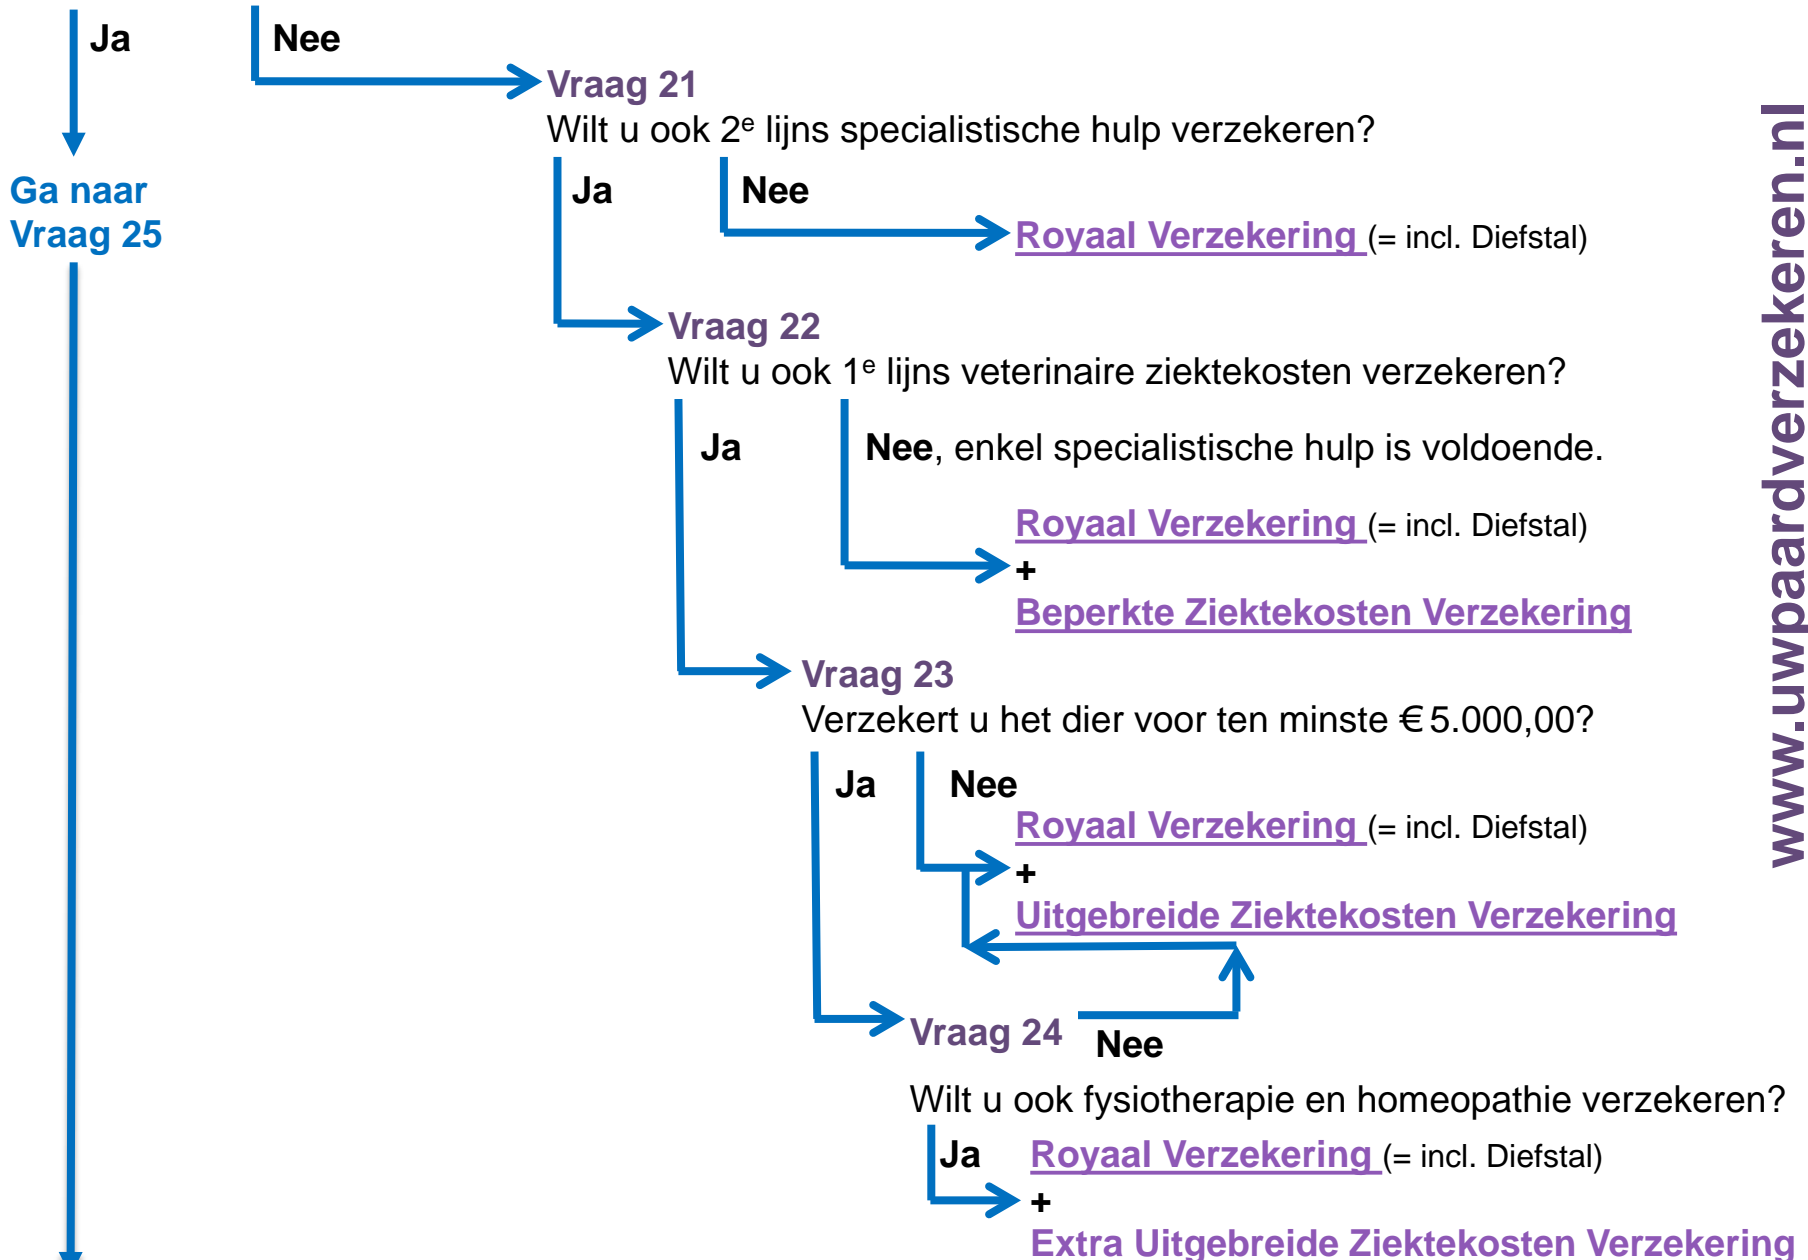 Ja
Nee
Vraag 21
Wilt u ook 2e lijns specialistische hulp verzekeren?
Ga naar
Vraag 25
Ja
Nee
Royaal Verzekering (= incl. Diefstal)
Vraag 22
Wilt u ook 1e lijns veterinaire ziektekosten verzekeren?
Ja
Nee, enkel specialistische hulp is voldoende.
Royaal Verzekering (= incl. Diefstal)
+
Beperkte Ziektekosten Verzekering
Vraag 23
Verzekert u het dier voor ten minste € 5.000,00?
Ja
Nee
Royaal Verzekering (= incl. Diefstal)
+
Uitgebreide Ziektekosten Verzekering
Vraag 24
Nee
Wilt u ook fysiotherapie en homeopathie verzekeren?
Ja
Royaal Verzekering (= incl. Diefstal)
+
Extra Uitgebreide Ziektekosten Verzekering
www.uwpaardverzekeren.nl